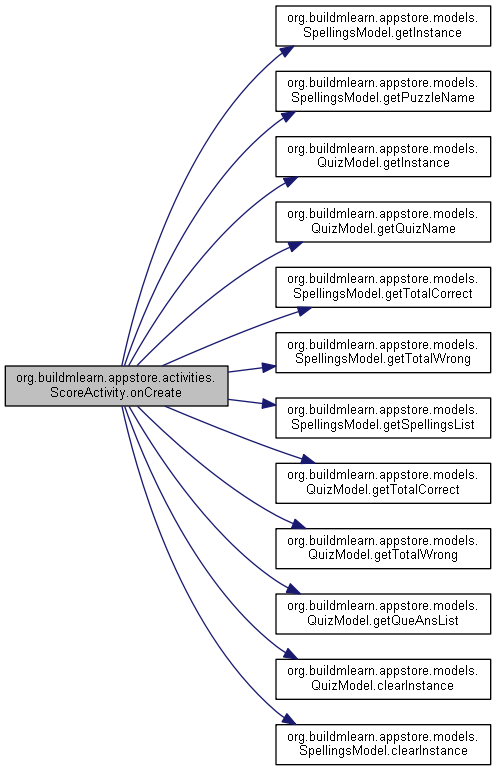 org.buildmlearn.appstore.models.
SpellingsModel.getInstance
org.buildmlearn.appstore.models.
SpellingsModel.getPuzzleName
org.buildmlearn.appstore.models.
QuizModel.getInstance
org.buildmlearn.appstore.models.
QuizModel.getQuizName
org.buildmlearn.appstore.models.
SpellingsModel.getTotalCorrect
org.buildmlearn.appstore.models.
SpellingsModel.getTotalWrong
org.buildmlearn.appstore.activities.
ScoreActivity.onCreate
org.buildmlearn.appstore.models.
SpellingsModel.getSpellingsList
org.buildmlearn.appstore.models.
QuizModel.getTotalCorrect
org.buildmlearn.appstore.models.
QuizModel.getTotalWrong
org.buildmlearn.appstore.models.
QuizModel.getQueAnsList
org.buildmlearn.appstore.models.
QuizModel.clearInstance
org.buildmlearn.appstore.models.
SpellingsModel.clearInstance